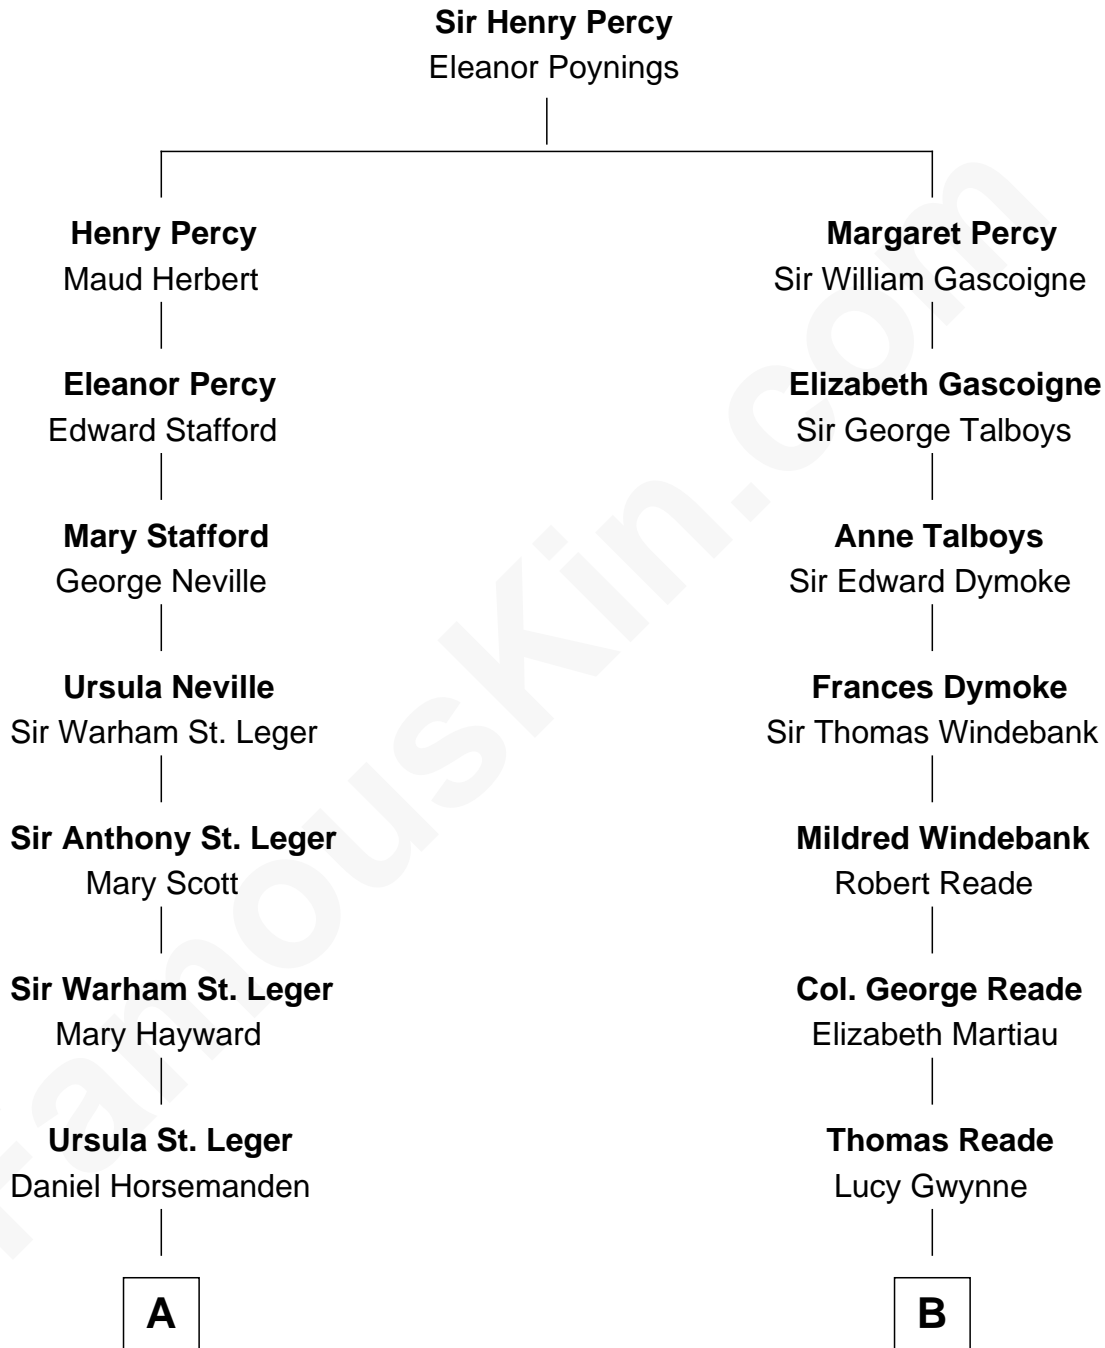 Sir Henry Percy
Eleanor Poynings
Henry Percy
Maud Herbert
Eleanor Percy
Edward Stafford
Mary Stafford
George Neville
Ursula Neville
Sir Warham St. Leger
Sir Anthony St. Leger
Mary Scott
Sir Warham St. Leger
Mary Hayward
Ursula St. Leger
Daniel Horsemanden
A
Margaret Percy
Sir William Gascoigne
Elizabeth Gascoigne
Sir George Talboys
Anne Talboys
Sir Edward Dymoke
Frances Dymoke
Sir Thomas Windebank
Mildred Windebank
Robert Reade
Col. George Reade
Elizabeth Martiau
Thomas Reade
Lucy Gwynne
B
FamousKin.com